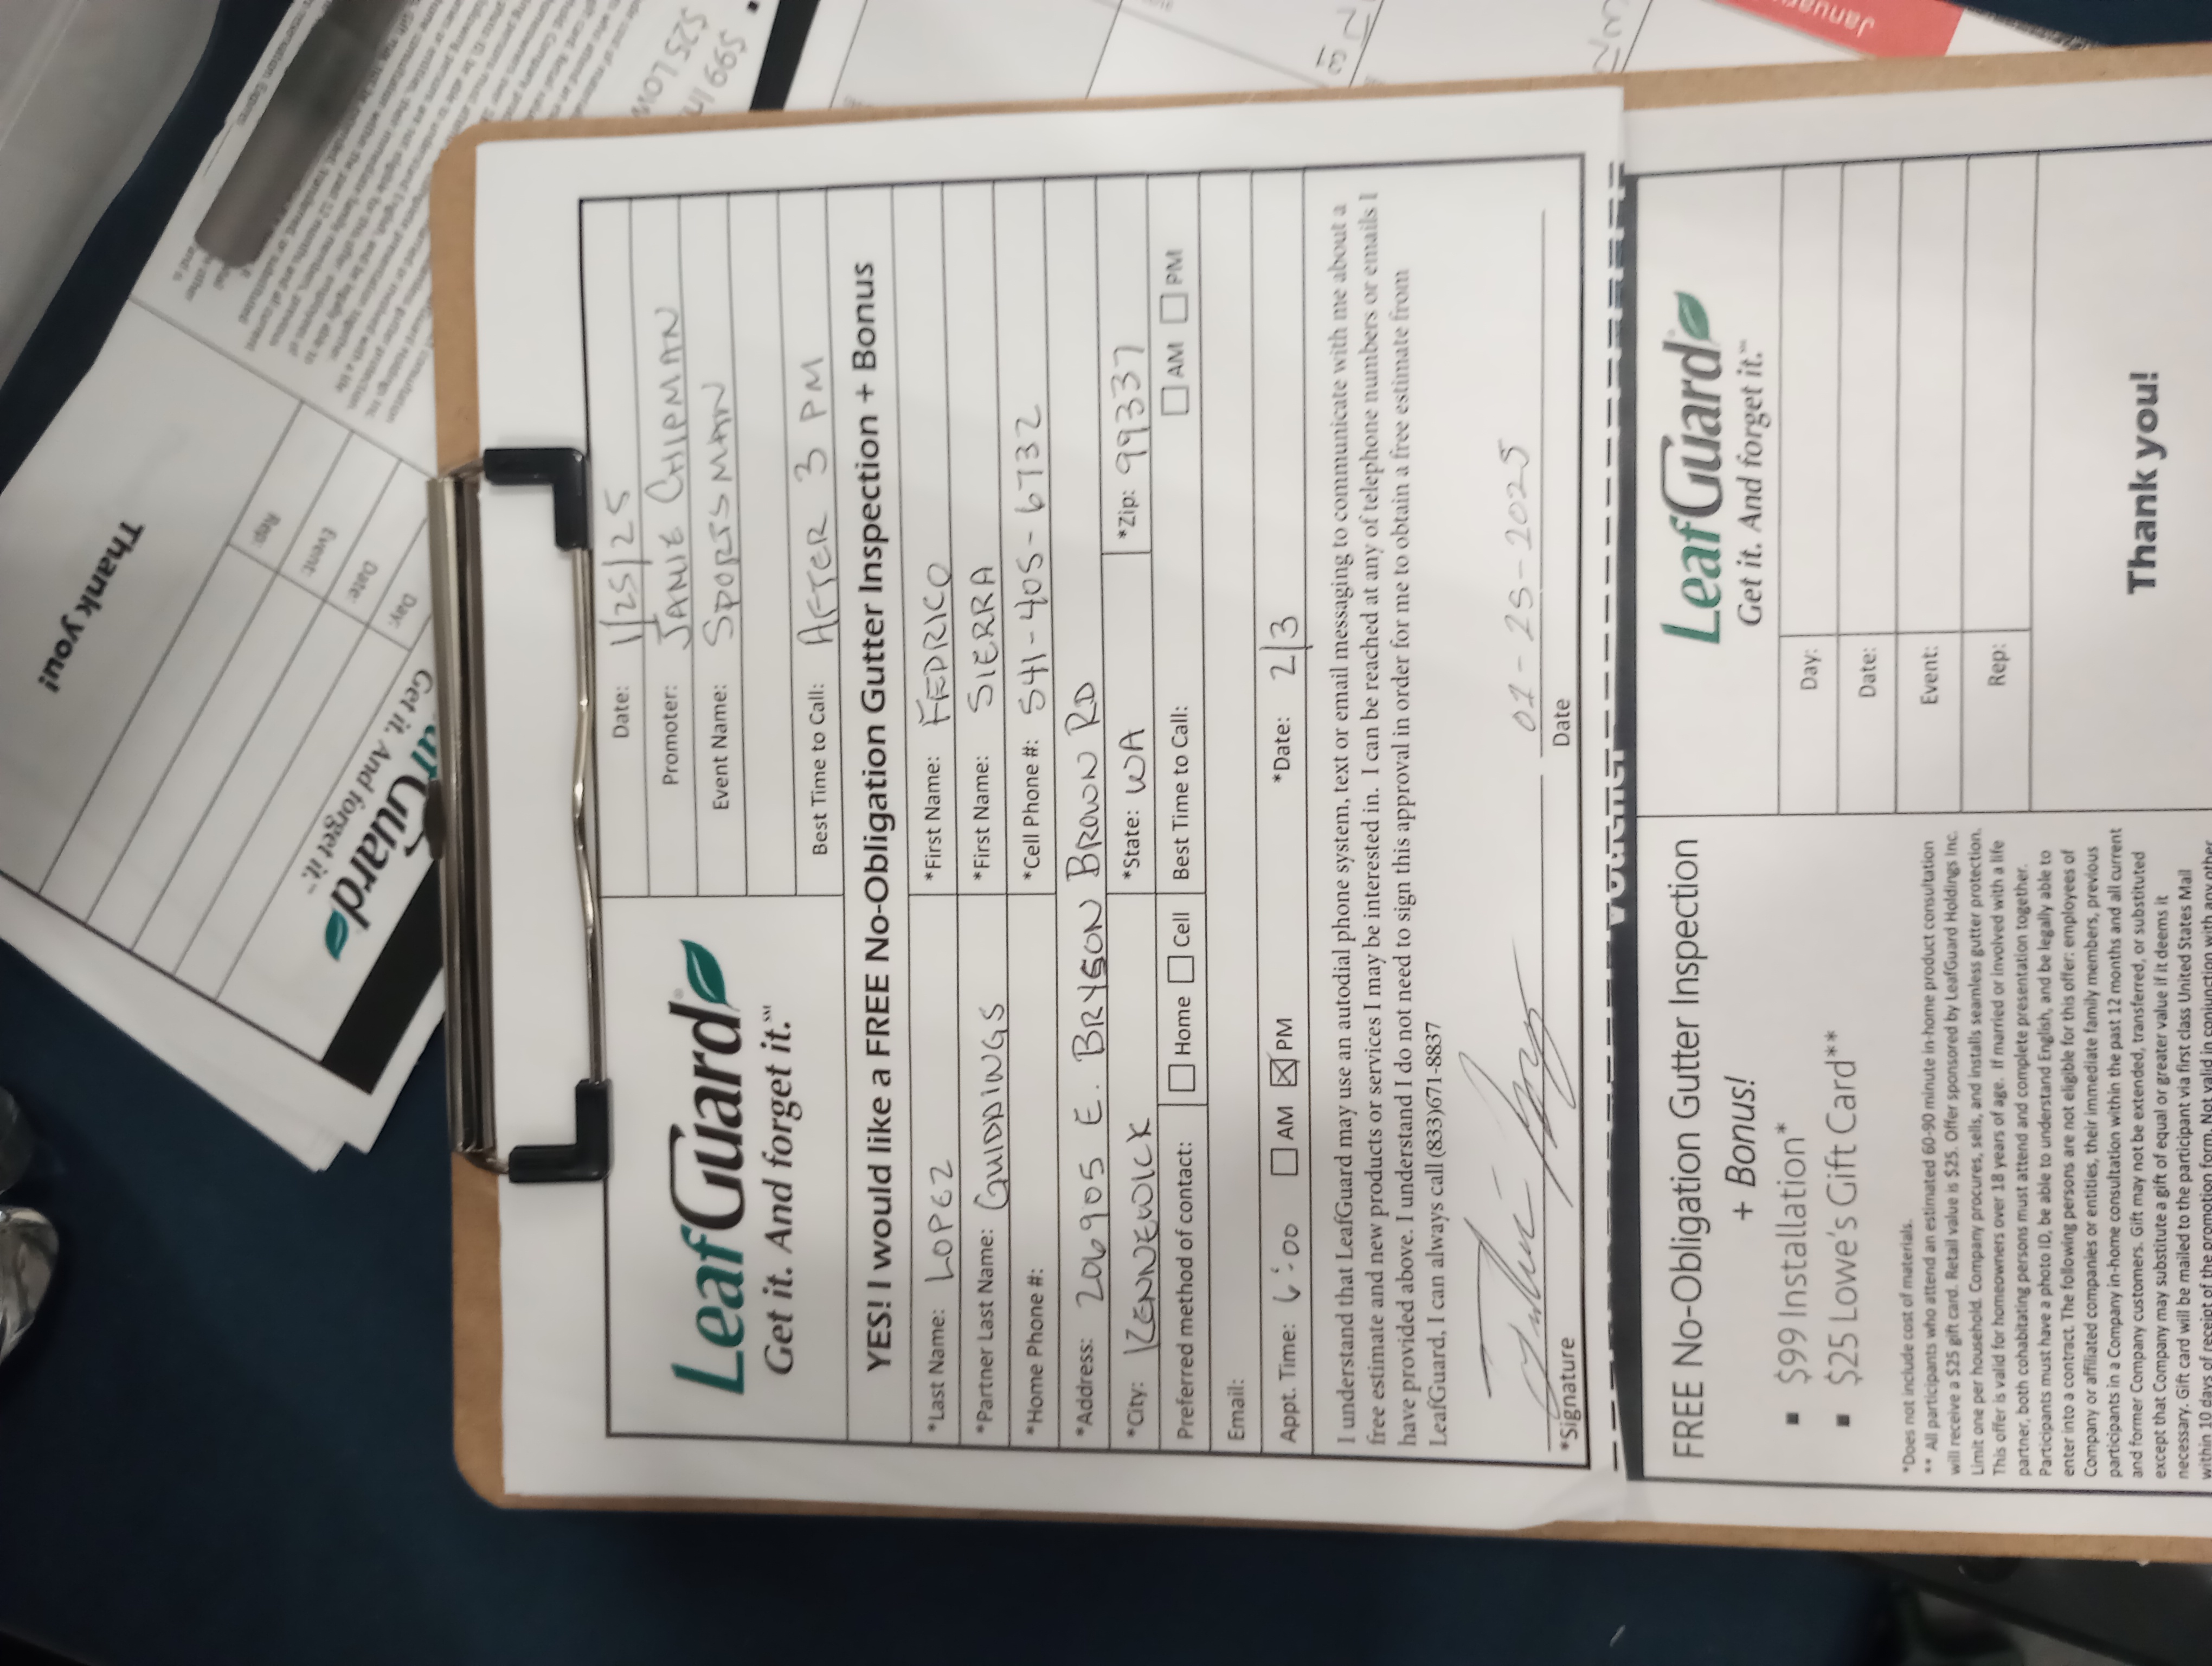 Thank you!
Rep:
Event:
Date:
Day:
Get it. And forget it.℠
Guard
$25 Low
$99 In
LeafGuard®
Get it. And forget it.℠
Date: 1/25/25
Promoter: JAMIE CHIPMAN
Event Name: SPORTSMAN
Best Time to Call: AFTER 3 PM
YES! I would like a FREE No-Obligation Gutter Inspection + Bonus
*Last Name: LOPEZ *First Name: FEDRICO
*Partner Last Name: GUIDDINGS *First Name: SIERRA
*Home Phone #: *Cell Phone #: 541-405-6732
*Address: 206905 E. BRYSON BROWN RD
*City: KENNEWICK *State: WA *Zip: 99337
Preferred method of contact: Home Cell Best Time to Call: AM PM
Email:
Appt. Time: 6:00 AM PM *Date: 2/3
I understand that LeafGuard may use an autodial phone system, text or email messaging to communicate with me about a
free estimate and new products or services I may be interested in. I can be reached at any of telephone numbers or emails I
have provided above. I understand I do not need to sign this approval in order for me to obtain a free estimate from
LeafGuard, I can always call (833)671-8837
01-25-2025
*Signature Date
Voucher
FREE No-Obligation Gutter Inspection
+ Bonus!
▪ $99 Installation*
▪ $25 Lowe's Gift Card**
*Does not include cost of materials.
** All participants who attend an estimated 60-90 minute in-home product consultation
will receive a $25 gift card. Retail value is $25. Offer sponsored by LeafGuard Holdings Inc.
Limit one per household. Company procures, sells, and installs seamless gutter protection.
This offer is valid for homeowners over 18 years of age. If married or involved with a life
partner, both cohabitating persons must attend and complete presentation together.
Participants must have a photo ID, be able to understand English, and be legally able to
enter into a contract. The following persons are not eligible for this offer: employees of
Company or affiliated companies or entities, their immediate family members, previous
participants in a Company in-home consultation within the past 12 months and all current
and former Company customers. Gift may not be extended, transferred, or substituted
except that Company may substitute a gift of equal or greater value if it deems it
necessary. Gift card will be mailed to the participant via first class United States Mail
within 10 days of receipt of the promotion form. Not valid in conjunction with any other
LeafGuard
Get it. And forget it.℠
Day:
Date:
Event:
Rep:
Thank you!
31
12
Januar